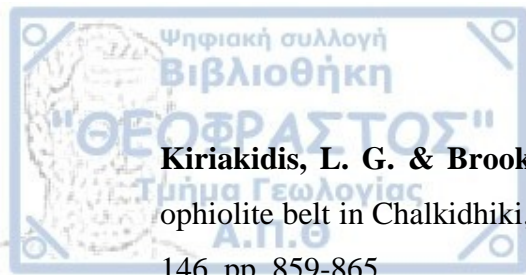 Ψηφιακή συλλογή
Βιβλιοθήκη
"ΘΕΟΦΡΑΣΤΟΣ"
Kiriakidis, L. G. & Brook
Τμήμα Γεωλογίας
ophiolite belt in Chalkidhiki,
Α.Π.Θ
146, pp. 859-865